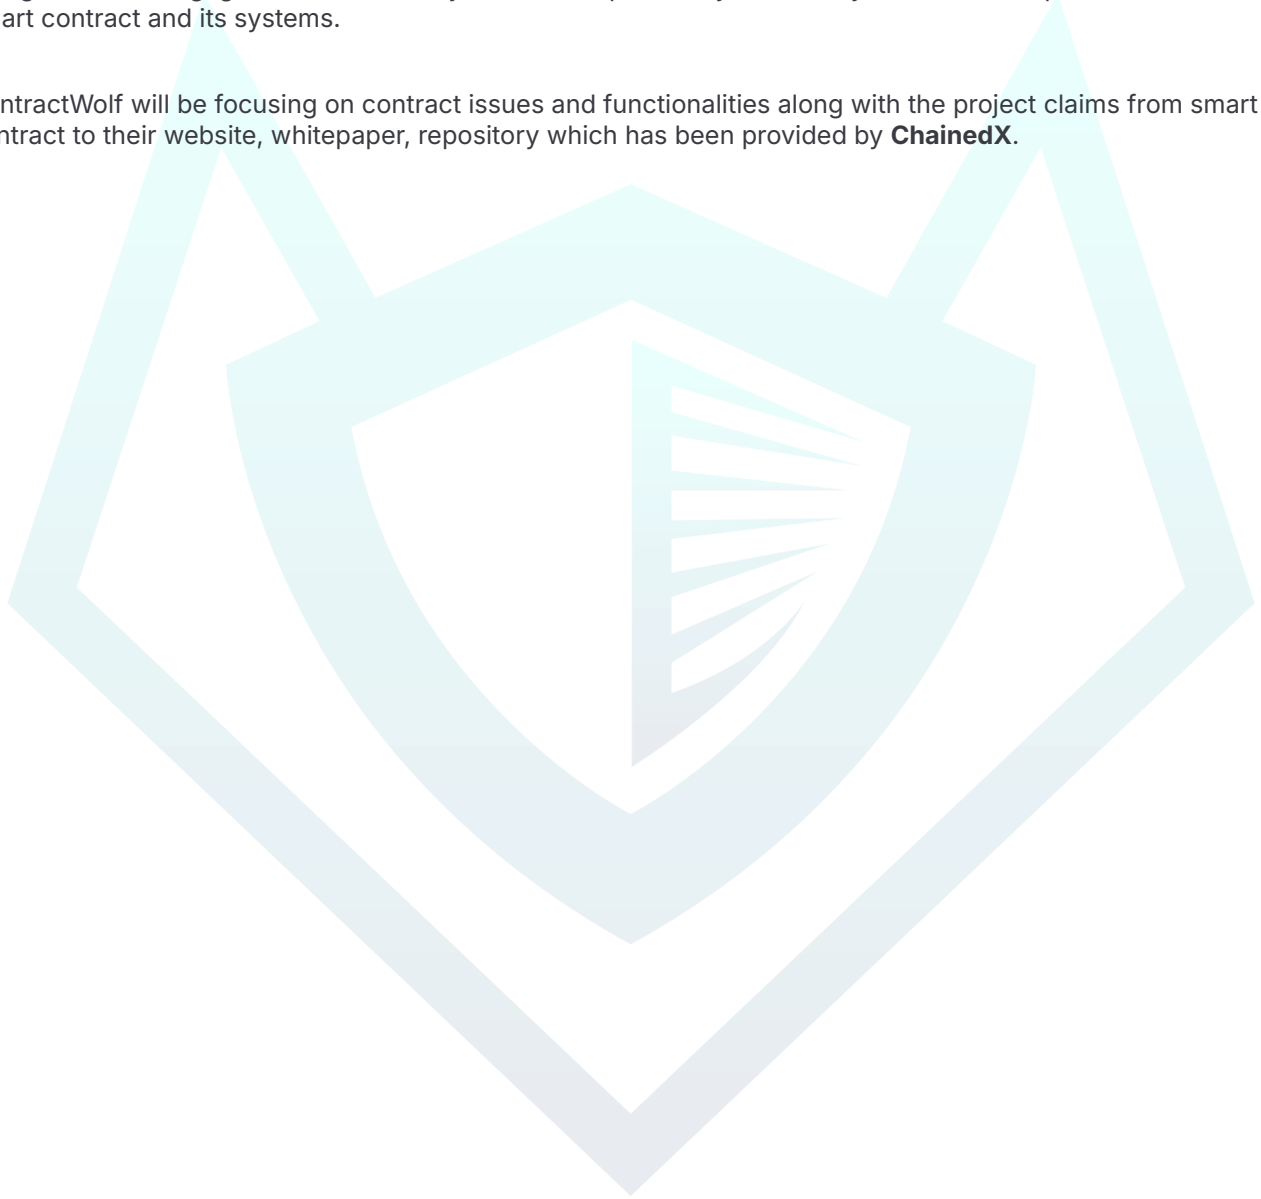 art contract and its systems.
ntractWolf will be focusing on contract issues and functionalities along with the project claims from smart
ntract to their website, whitepaper, repository which has been provided by ChainedX.